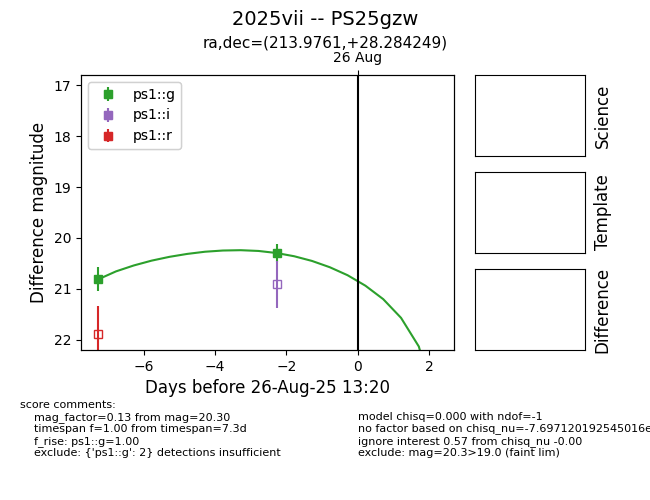 2025vii -- PS25gzw
ra,dec=(213.9761,+28.284249)
26 Aug
ps1::g
ps1::i
ps1::r
17
18
19
20
21
22
Difference magnitude
−6
−4
−2
0
2
Days before 26-Aug-25 13:20
Science
Template
Difference
score comments:
mag_factor=0.13 from mag=20.30
timespan f=1.00 from timespan=7.3d
f_rise: ps1::g=1.00
exclude: {'ps1::g': 2} detections insufficient
model chisq=0.000 with ndof=-1
no factor based on chisq_nu=-7.697120192545016e
ignore interest 0.57 from chisq_nu -0.00
exclude: mag=20.3>19.0 (faint lim)